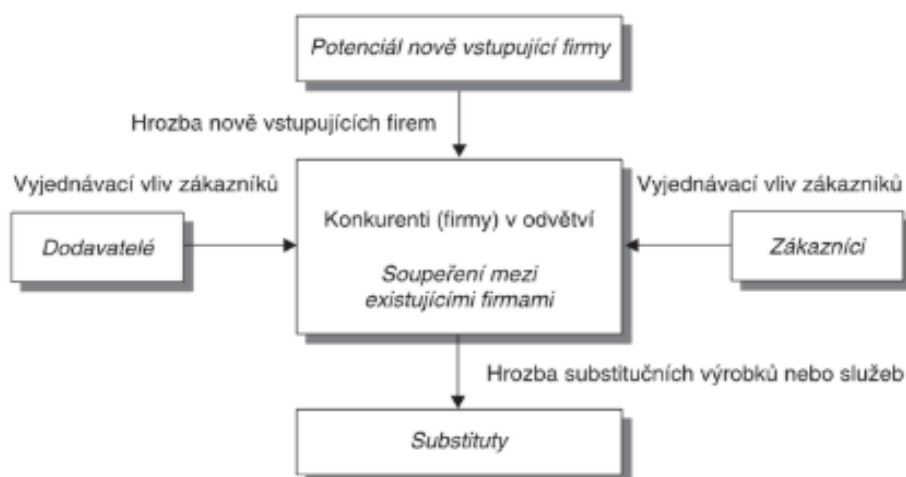 Potenciál nově vstupující firmy
Hrozba nově vstupujících firem
Vyjednávací vliv zákazníků
Vyjednávací vliv zákazníků
Dodavatelé
Konkurenti (firmy) v odvětví
Soupeření mezi
existujícími firmami
Zákazníci
Hrozba substitučních výrobků nebo služeb
Substituty